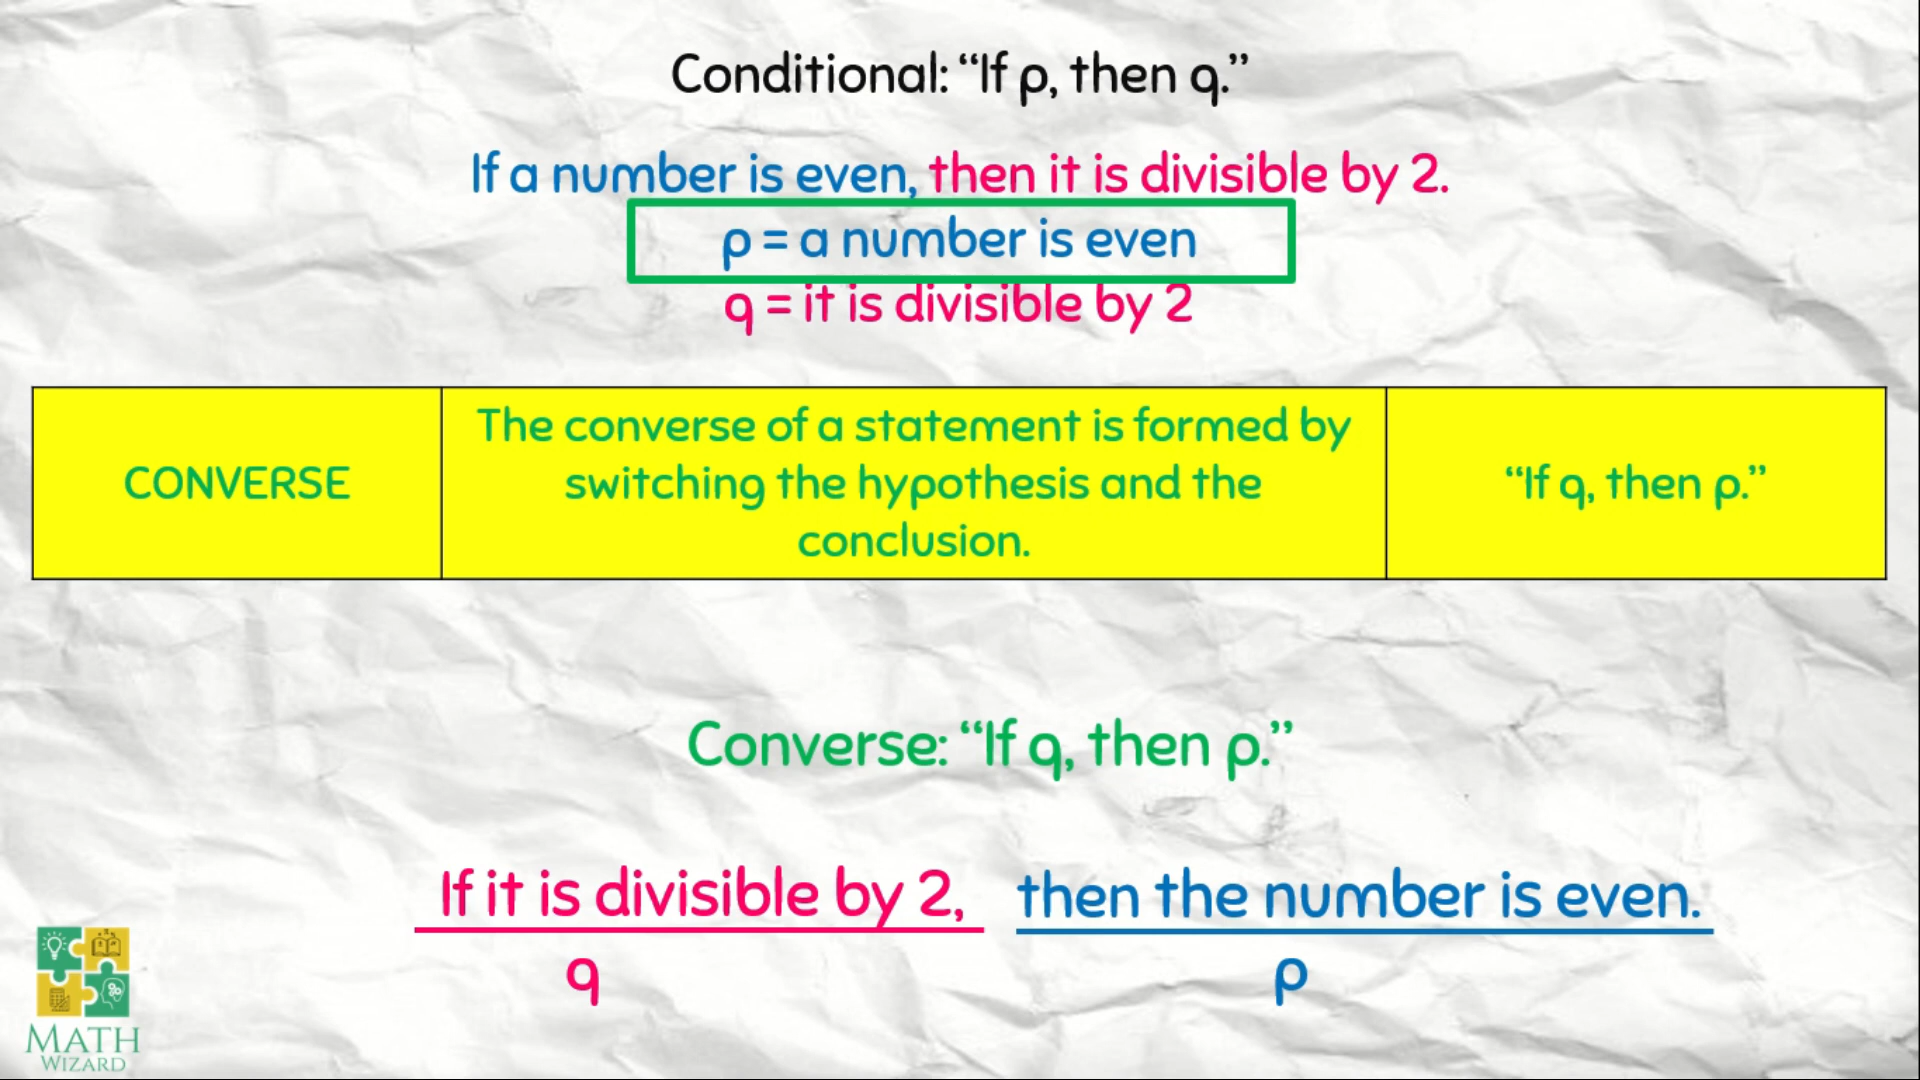 Conditional: “If p, then q.”
If a number is even, then it is divisible by 2.
p = a number is even
q = it is divisible by 2
CONVERSE
The converse of a statement is formed by
switching the hypothesis and the
conclusion.
“If q, then p.”
Converse: “If q, then p.”
If it is divisible by 2, then the number is even.
q p
MATH
WIZARD